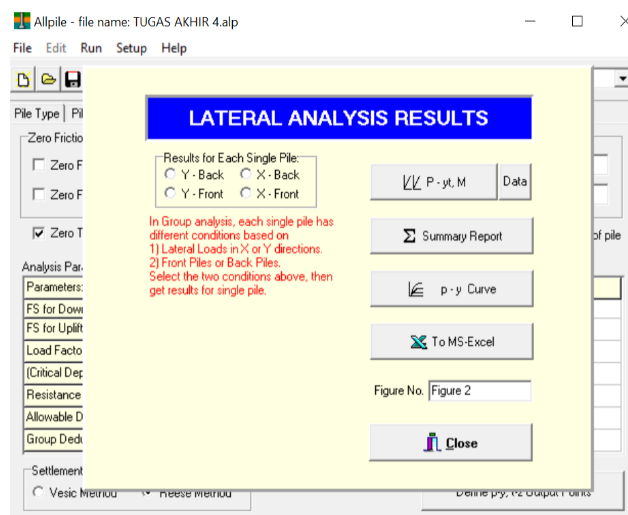 Allpile - file name: TUGAS AKHIR 4.alp
File Edit Run Setup Help
Pile Type
Zero Frictio
Zero F
Zero F
Zero T
of pile
Analysis Par
Parameters:
FS for Down
FS for Uplift
Load Facto
(Critical Dep
Resistance
Allowable D
Group Dedu
Settlement
Vesic Method
Reese Method
LATERAL ANALYSIS RESULTS
Results for Each Single Pile:
Y - Back X - Back
Y - Front X - Front
In Group analysis, each single pile has
different conditions based on
1) Lateral Loads in X or Y directions.
2) Front Piles or Back Piles.
Select the two conditions above, then
get results for single pile.
P - yt, M Data
Σ Summary Report
p - y Curve
To MS-Excel
Figure No. Figure 2
Close
Define p-y, t-z Output Points